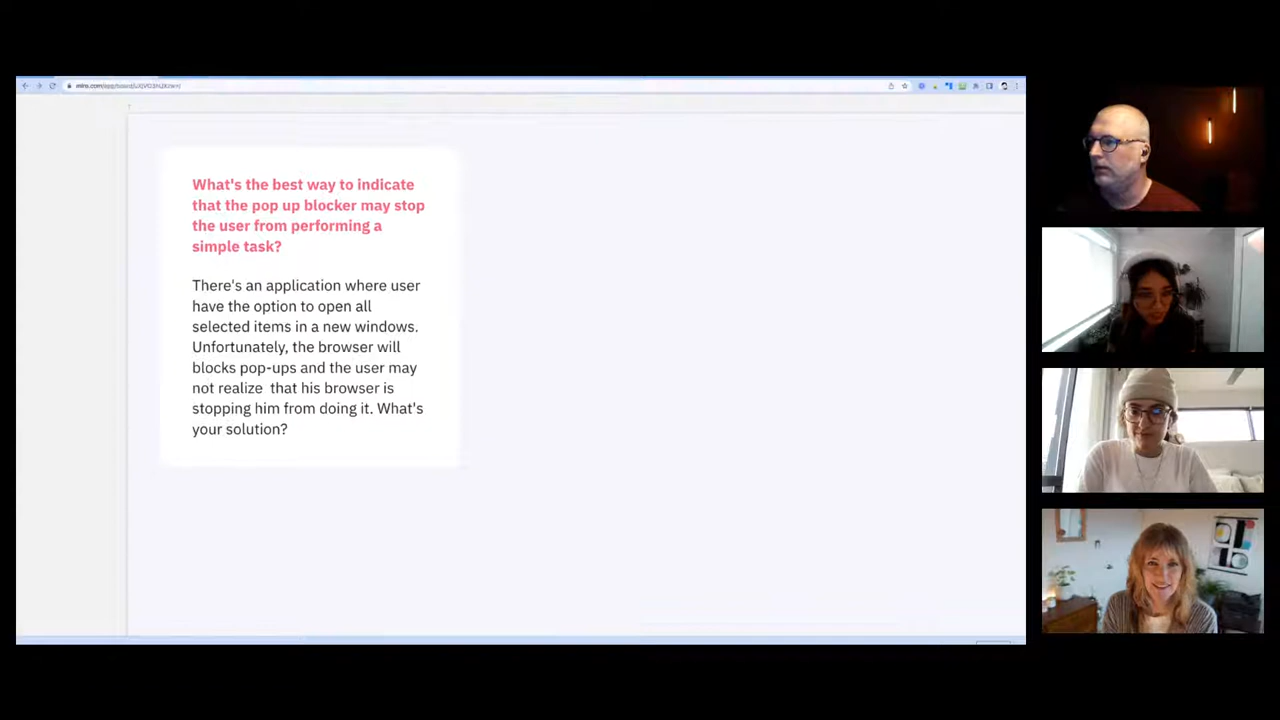 What's the best way to indicate
that the pop up blocker may stop
the user from performing a
simple task?
There's an application where user
have the option to open all
selected items in a new windows.
Unfortunately, the browser will
blocks pop-ups and the user may
not realize that his browser is
stopping him from doing it. What's
your solution?